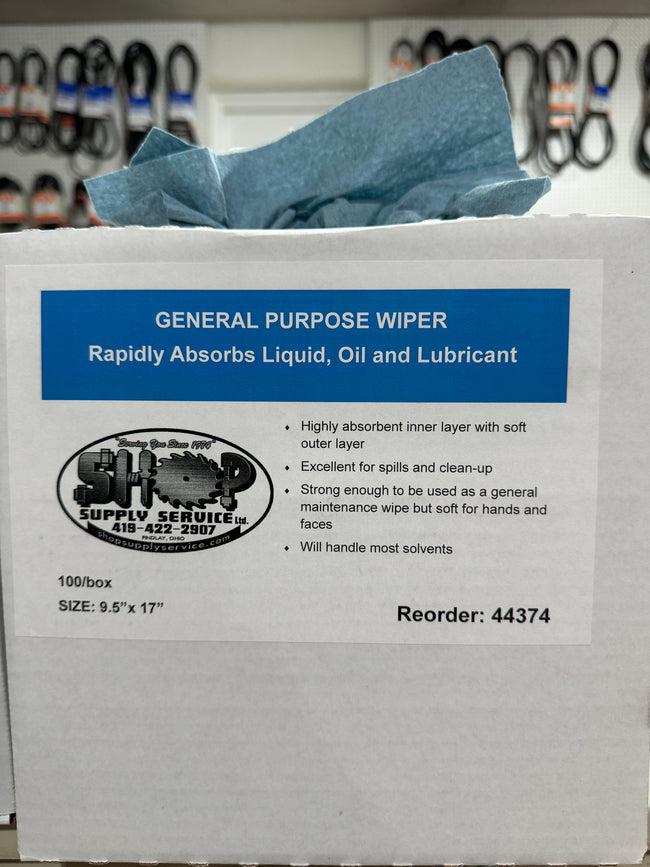 GENERAL PURPOSE WIPER
Rapidly Absorbs Liquid, Oil and Lubricant
"Serving You Since 1974"
SHOP
SUPPLY SERVICE Ltd.
419-422-2907
FINDLAY, OHIO
shopsupplyservice.com
♦ Highly absorbent inner layer with soft
outer layer
♦ Excellent for spills and clean-up
♦ Strong enough to be used as a general
maintenance wipe but soft for hands and
faces
♦ Will handle most solvents
100/box
SIZE: 9.5”x 17”
Reorder: 44374